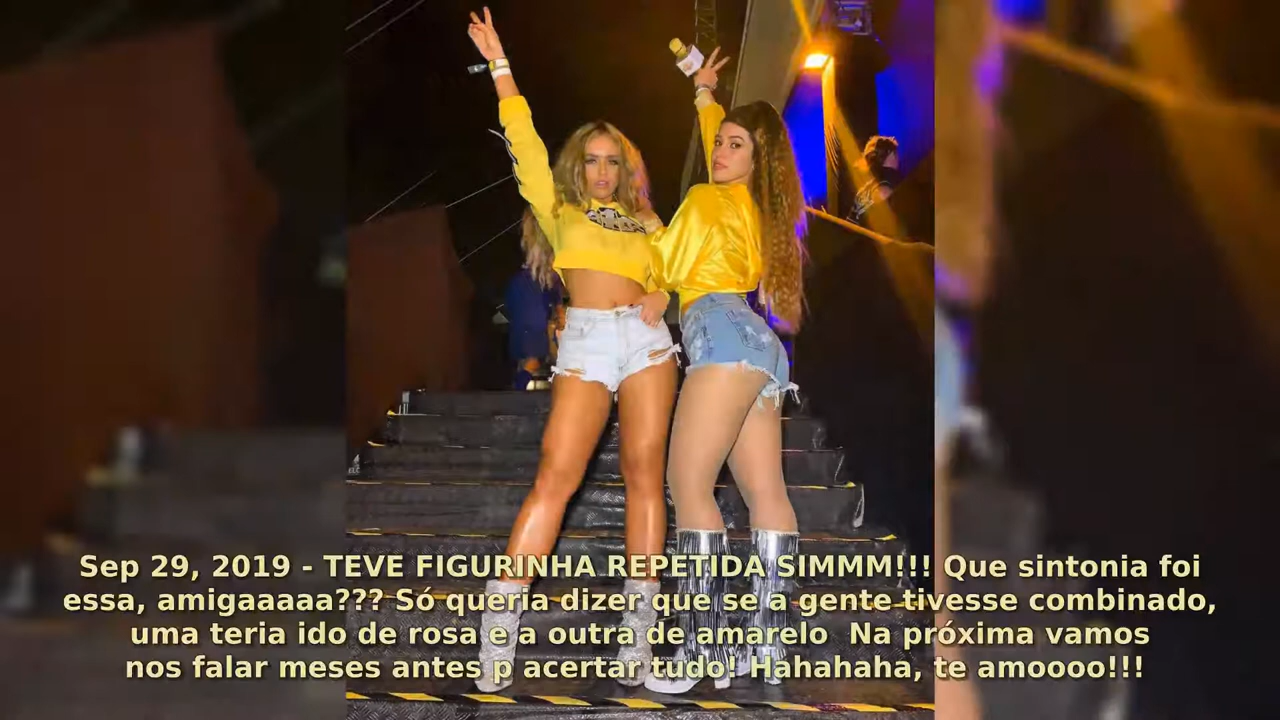 Sep 29, 2019 - TEVE FIGURINHA REPETIDA SIMMM!!! Que sintonia foi
essa, amigaaaaa??? Só queria dizer que se a gente tivesse combinado,
uma teria ido de rosa e a outra de amarelo  Na próxima vamos
nos falar meses antes p acertar tudo! Hahahaha, te amoooo!!!